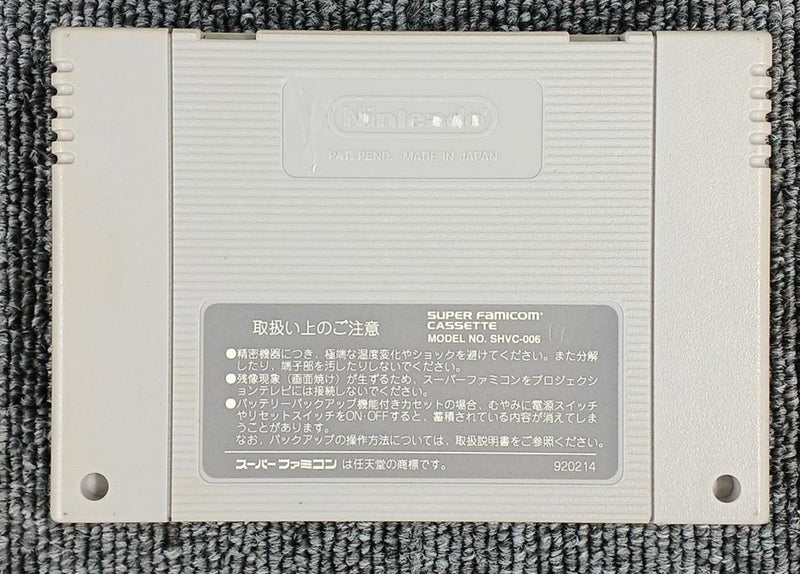 Nintendo
PAT. PEND. MADE IN JAPAN
取扱い上のご注意
SUPER FAMICOM
CASSETTE
MODEL NO. SHVC-006
●精密機器につき、極端な温度変化やショックを避けてください。また分解
したり、端子部を汚したりしないでください。
●残像現象(画面焼け)が生ずるため、スーパーファミコンをプロジェクシ
ョンテレビには接続しないでください。
●バッテリーバックアップ機能付きカセットの場合、むやみに電源スイッチ
やリセットスイッチをON・OFFすると、蓄積されている内容が消えてしま
うことがあります。
なお、バックアップの操作方法については、取扱説明書をご参照ください。
スーパーファミコンは任天堂の商標です。
920214